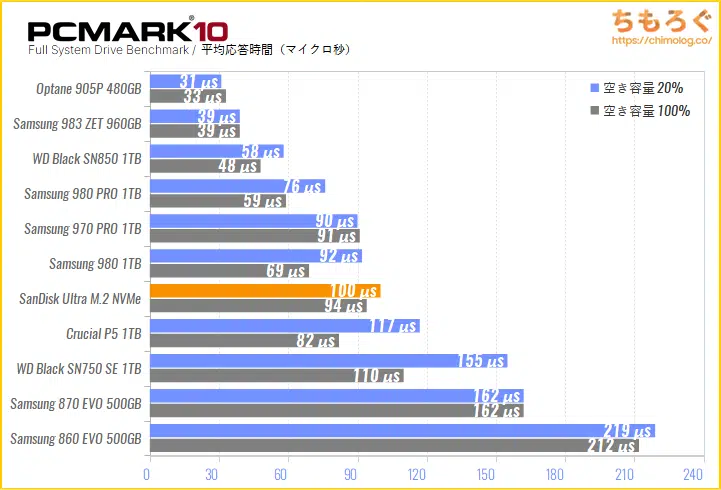 PCMARK®10
Full System Drive Benchmark / 平均応答時間（マイクロ秒）
ちもろぐ
https://chimolog.co/
空き容量 20%
空き容量 100%
Optane 905P 480GB
31 μs
33 μs
Samsung 983 ZET 960GB
39 μs
39 μs
WD Black SN850 1TB
58 μs
48 μs
Samsung 980 PRO 1TB
76 μs
59 μs
Samsung 970 PRO 1TB
90 μs
91 μs
Samsung 980 1TB
92 μs
69 μs
SanDisk Ultra M.2 NVMe
100 μs
94 μs
Crucial P5 1TB
117 μs
82 μs
WD Black SN750 SE 1TB
155 μs
110 μs
Samsung 870 EVO 500GB
162 μs
162 μs
Samsung 860 EVO 500GB
219 μs
212 μs
0 30 60 90 120 150 180 210 240